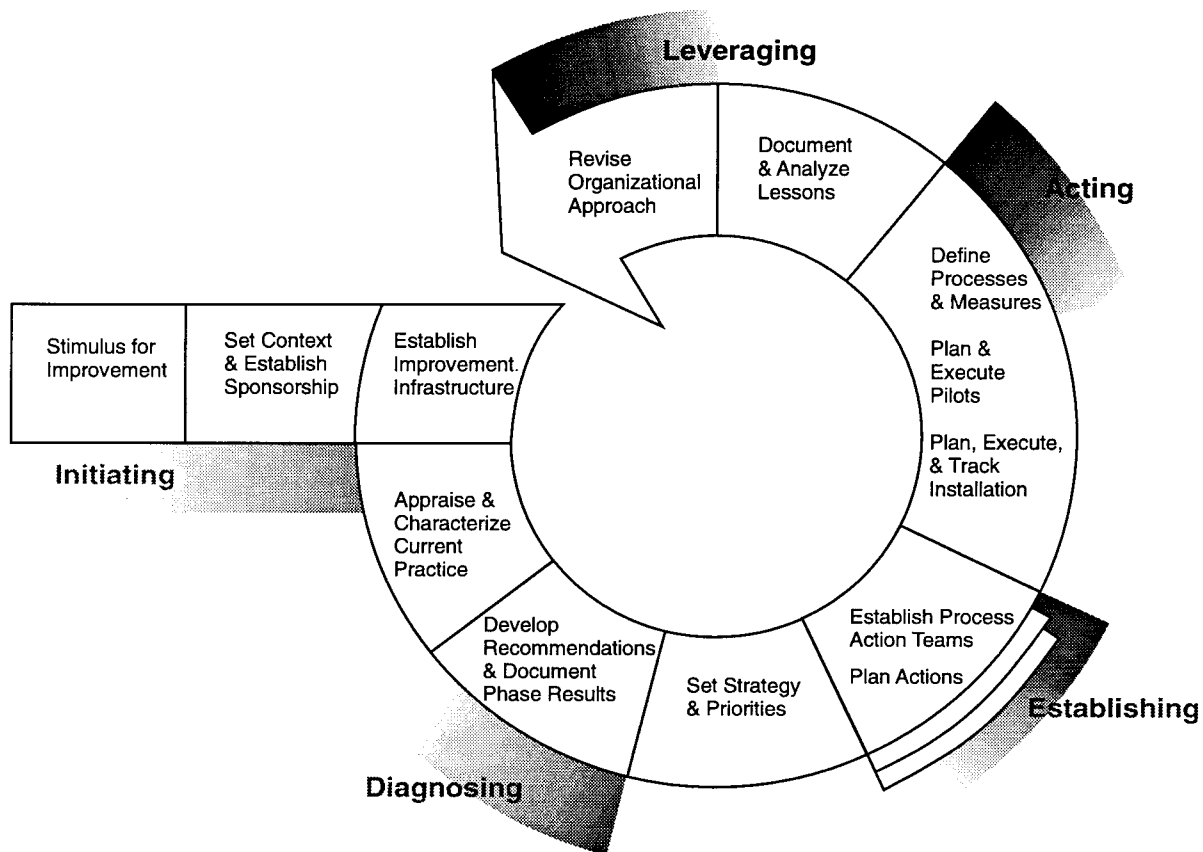 Leveraging
Revise
Organizational
Approach
Document
& Analyze
Lessons
Acting
Define
Processes
& Measures
Plan &
Execute
Pilots
Plan, Execute,
& Track
Installation
Stimulus for
Improvement
Set Context
& Establish
Sponsorship
Establish
Improvement.
Infrastructure
Initiating
Appraise &
Characterize
Current
Practice
Develop
Recommendations
& Document
Phase Results
Diagnosing
Set Strategy
& Priorities
Establish Process
Action Teams
Plan Actions
Establishing